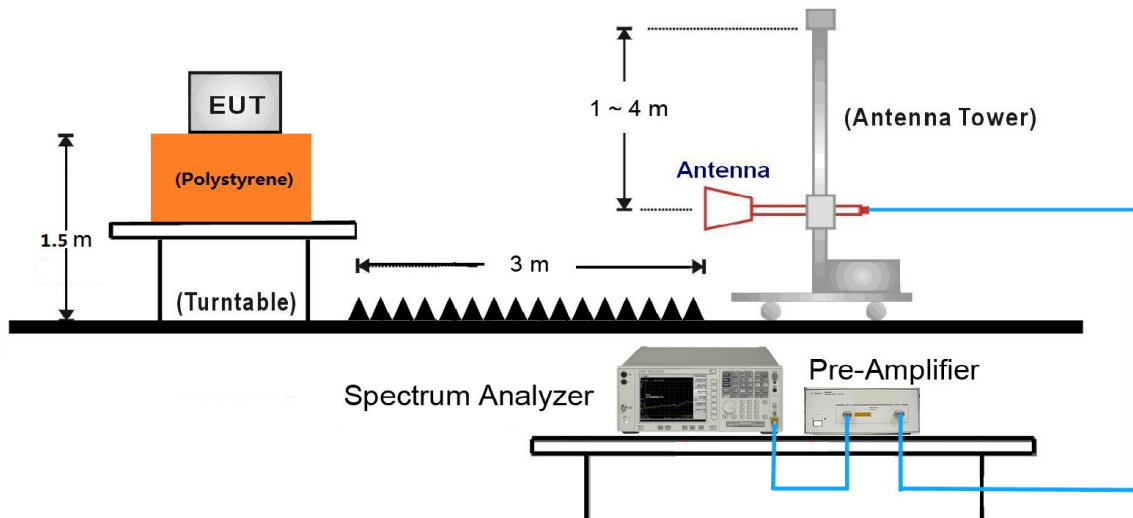 EUT
(Polystyrene)
1.5 m
(Turntable)
3 m
1 ~ 4 m
Antenna
(Antenna Tower)
Spectrum Analyzer
Pre-Amplifier